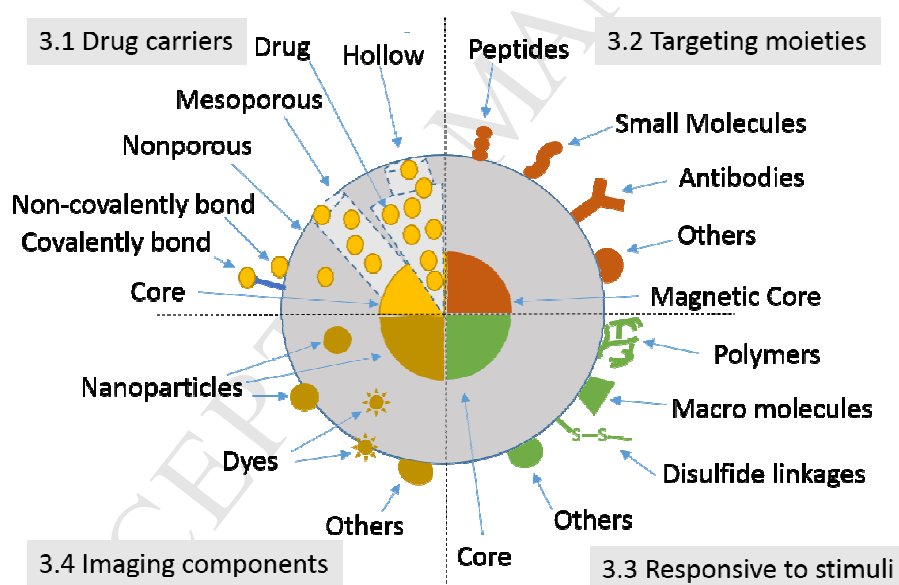 3.1 Drug carriers
Drug
Hollow
Peptides
3.2 Targeting moieties
Mesoporous
Small Molecules
Nonporous
Antibodies
Non-covalently bond
Others
Covalently bond
Core
Magnetic Core
Polymers
Nanoparticles
Macro molecules
S-S
Dyes
Disulfide linkages
Others
Others
Core
3.4 Imaging components
3.3 Responsive to stimuli